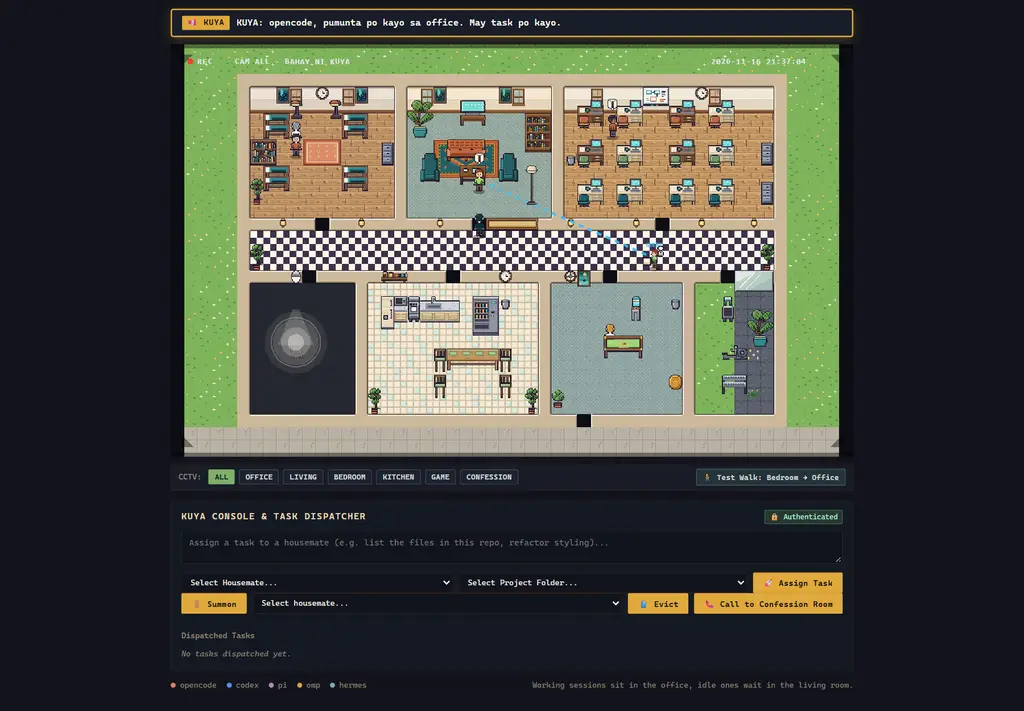 KUYA KUYA: opencode, pumunta po kayo sa office. May task po kayo.
REC CAM ALL BAHAY NI KUYA 2026-11-16 21:37:04
CCTV: ALL OFFICE LIVING BEDROOM KITCHEN GAME CONFESSION Test Walk: Bedroom → Office
KUYA CONSOLE & TASK DISPATCHER Authenticated
Assign a task to a housemate (e.g. list the files in this repo, refactor styling)...
Select Housemate... Select Project Folder... Assign Task
Summon Select housemate... Evict Call to Confession Room
Dispatched Tasks
No tasks dispatched yet.
opencode codex pi omp hermes Working sessions sit in the office, idle ones wait in the living room.